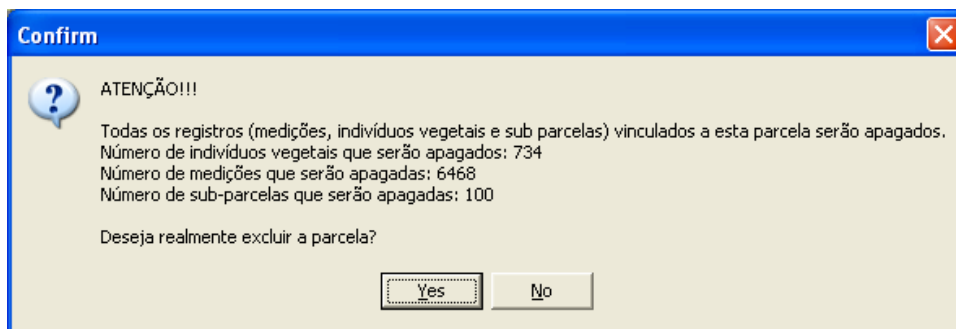 Confirm
ATENÇÃO!!!
Todas os registros (medições, indivíduos vegetais e sub parcelas) vinculados a esta parcela serão apagados.
Número de indivíduos vegetais que serão apagados: 734
Número de medições que serão apagadas: 6468
Número de sub-parcelas que serão apagadas: 100
Deseja realmente excluir a parcela?
Yes No